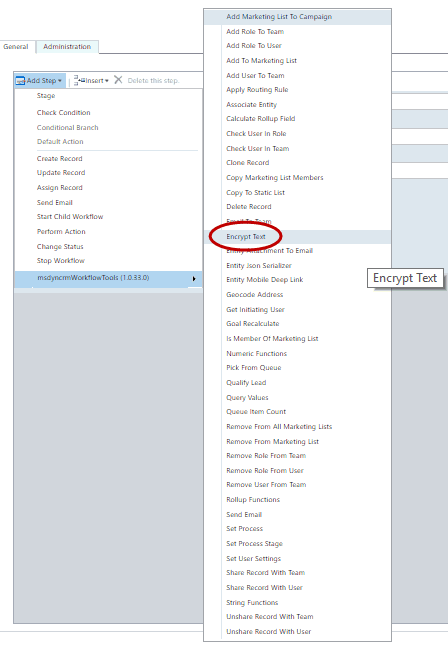 General
Administration
Add Step
Insert
Delete this step.
Stage
Check Condition
Conditional Branch
Default Action
Create Record
Update Record
Assign Record
Send Email
Start Child Workflow
Perform Action
Change Status
Stop Workflow
msdyncrmWorkflowTools (1.0.33.0)
Add Marketing List To Campaign
Add Role To Team
Add Role To User
Add To Marketing List
Add User To Team
Apply Routing Rule
Associate Entity
Calculate Rollup Field
Check User In Role
Check User In Team
Clone Record
Copy Marketing List Members
Copy To Static List
Delete Record
Email To Team
Encrypt Text
Entity Attachment To Email
Entity Json Serializer
Entity Mobile Deep Link
Geocode Address
Get Initiating User
Goal Recalculate
Is Member Of Marketing List
Numeric Functions
Pick From Queue
Qualify Lead
Query Values
Queue Item Count
Remove From All Marketing Lists
Remove From Marketing List
Remove Role From Team
Remove Role From User
Remove User From Team
Rollup Functions
Send Email
Set Process
Set Process Stage
Set User Settings
Share Record With Team
Share Record With User
String Functions
Unshare Record With Team
Unshare Record With User
Encrypt Text